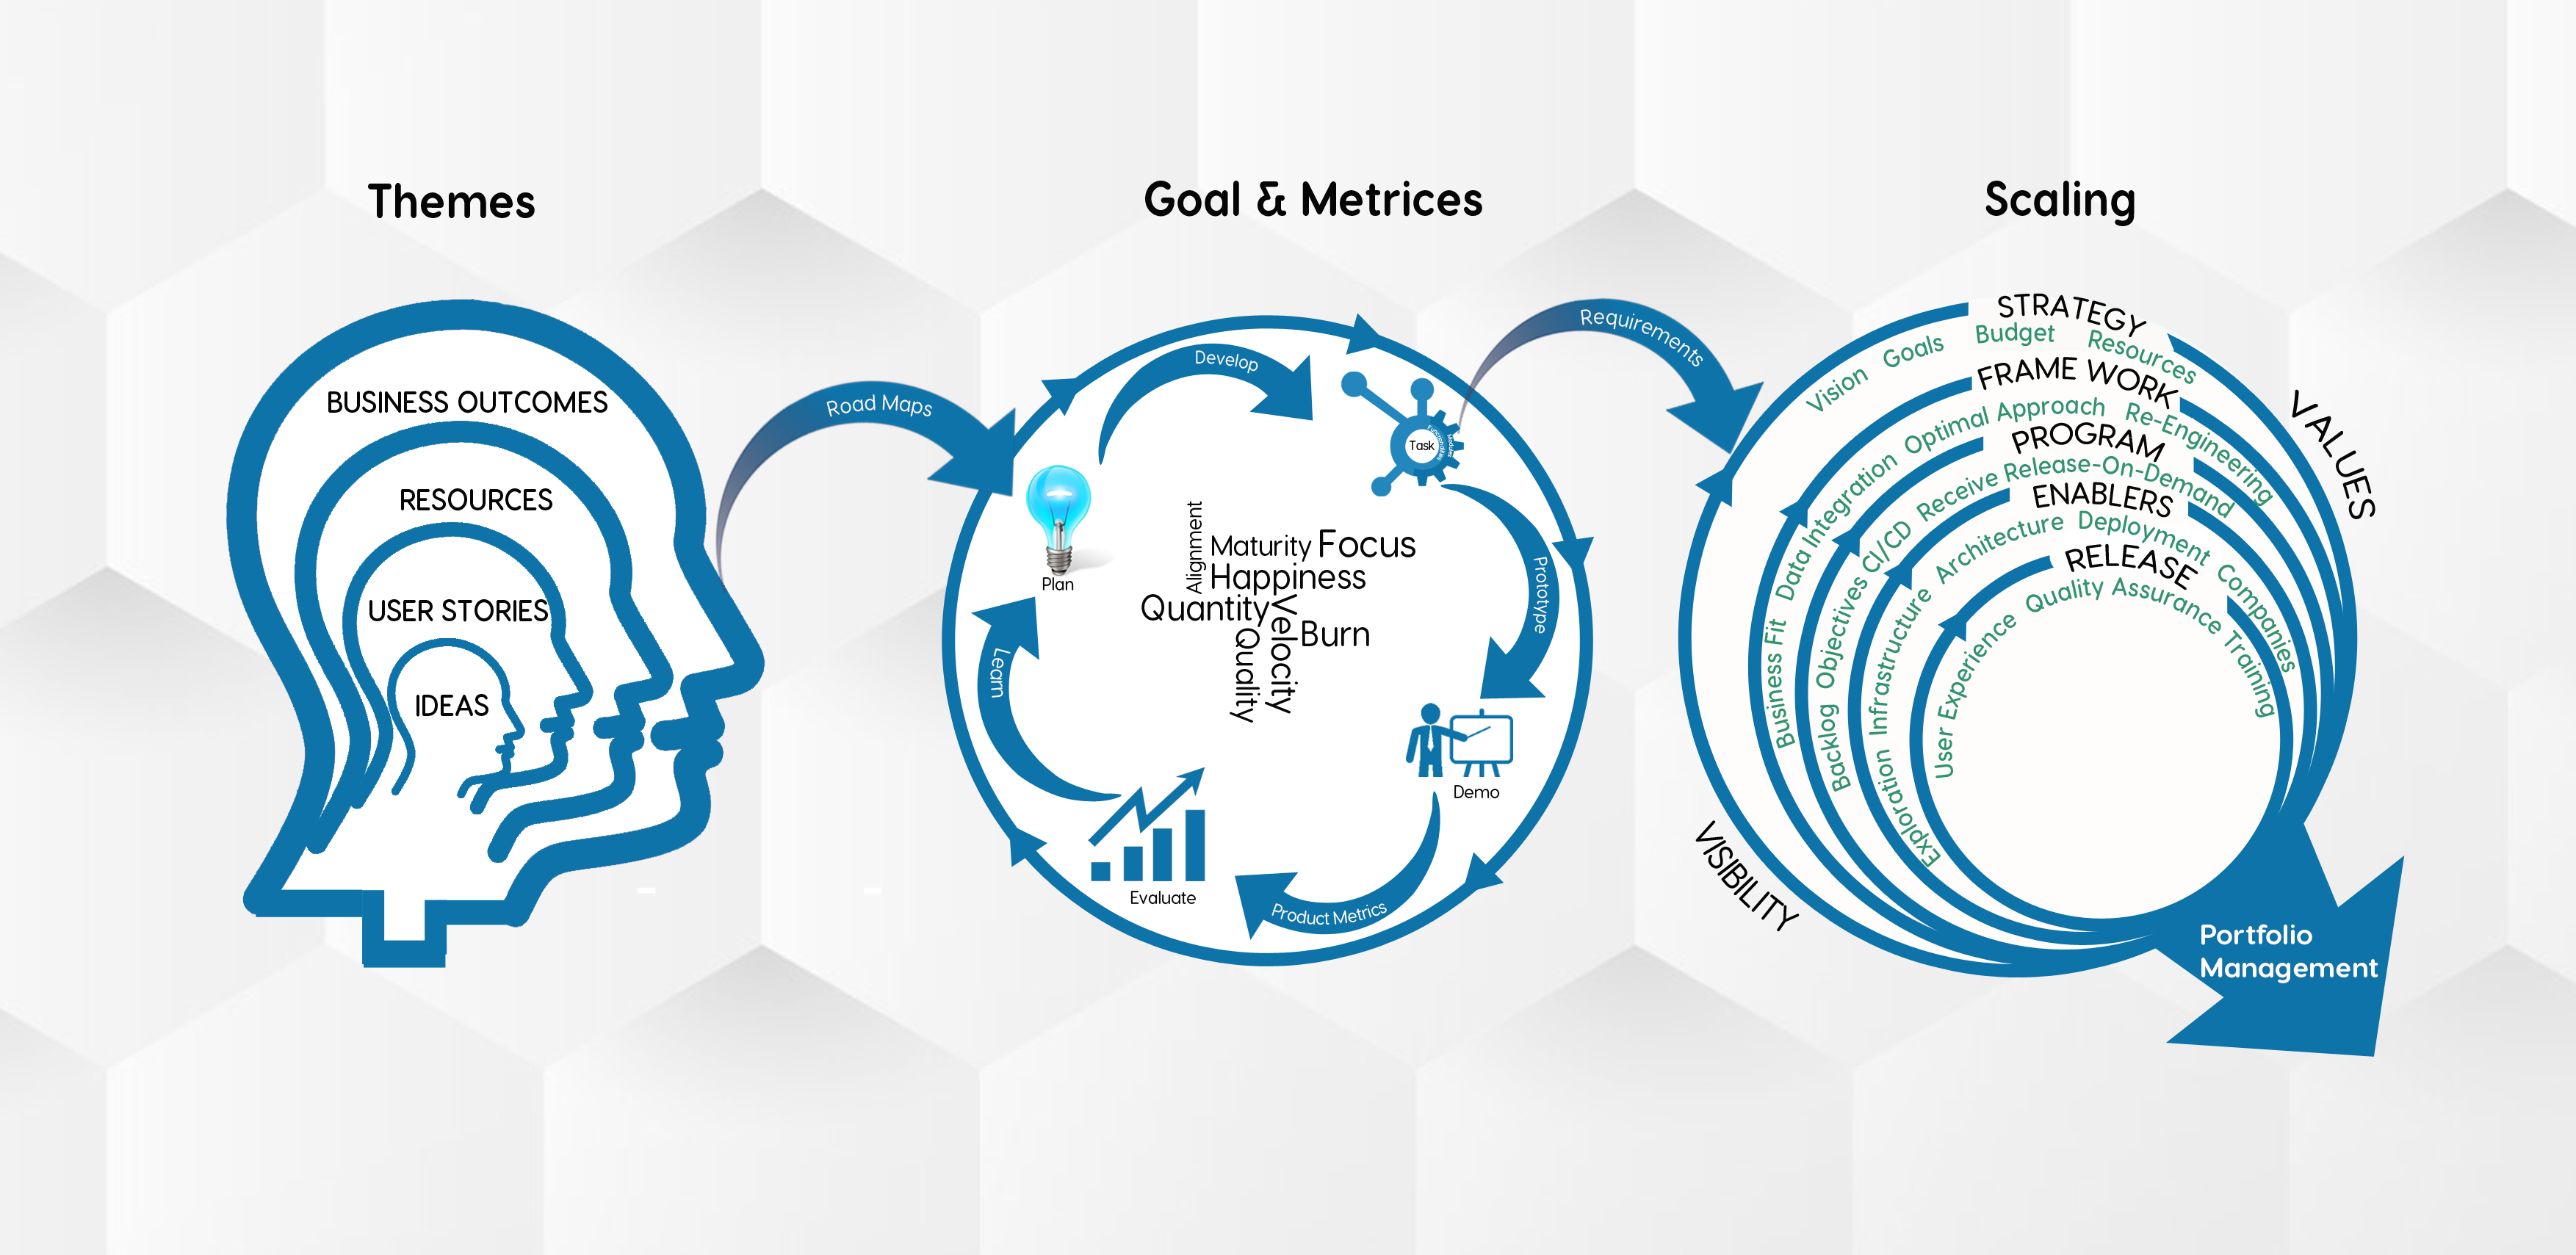 Themes
BUSINESS OUTCOMES
RESOURCES
USER STORIES
IDEAS
Road Maps
Goal & Metrices
Develop
Task
Plan
Prototype
Alignment
Maturity
Focus
Happiness
Quantity
Velocity
Quality
Burn
Learn
Demo
Evaluate
Product Metrics
Requirements
Scaling
STRATEGY
Vision Goals Budget Resources
FRAME WORK
Business Fit Data Integration Optimal Approach Re-Engineering
PROGRAM
Backlog Objectives CI/CD Receive Release-On-Demand
ENABLERS
Exploration Infrastructure Architecture Deployment Companies
RELEASE
User Experience Quality Assurance Training
VALUES
VISIBILITY
Portfolio
Management